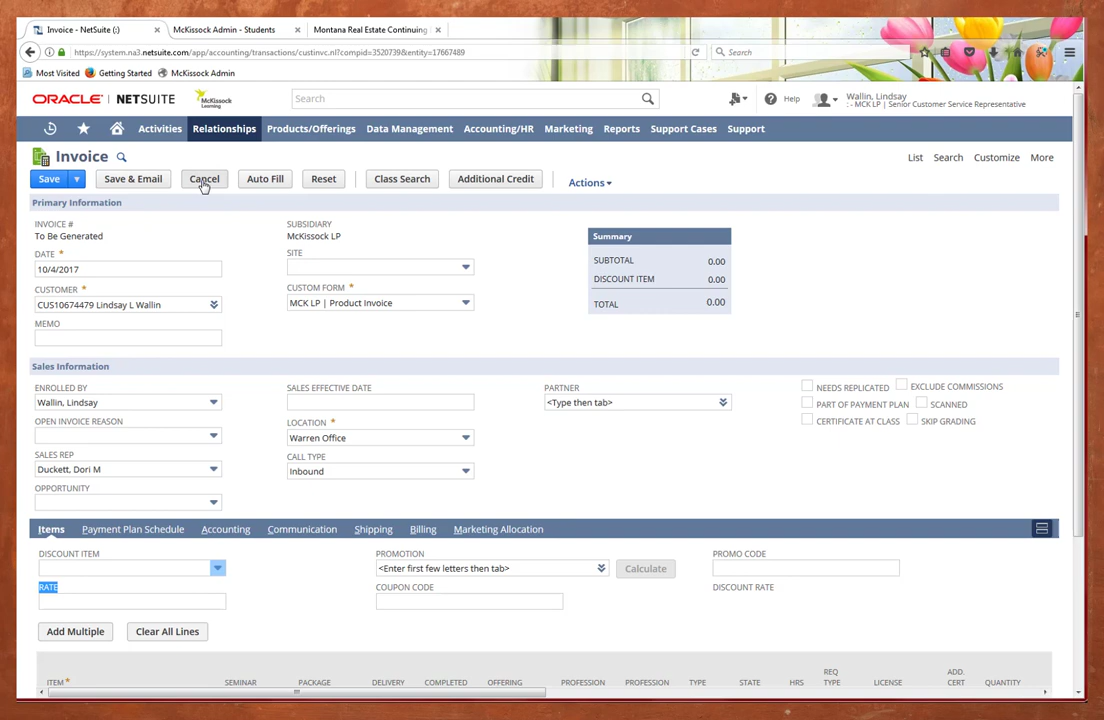 Invoice - NetSuite (:)
McKissock Admin - Students
Montana Real Estate Continuing
https://system.na3.netsuite.com/app/accounting/transactions/custinvc.nl?compid=3520739&entity=17667489
Search
Most Visited
Getting Started
McKissock Admin
ORACLE | NETSUITE
McKissock Learning
Search
Help
Wallin, Lindsay
: - MCK LP | Senior Customer Service Representative
Activities
Relationships
Products/Offerings
Data Management
Accounting/HR
Marketing
Reports
Support Cases
Support
Invoice
List
Search
Customize
More
Save
Save & Email
Cancel
Auto Fill
Reset
Class Search
Additional Credit
Actions
Primary Information
INVOICE #
To Be Generated
DATE *
10/4/2017
CUSTOMER *
CUS10674479 Lindsay L Wallin
MEMO
SUBSIDIARY
McKissock LP
SITE
CUSTOM FORM *
MCK LP | Product Invoice
Summary
SUBTOTAL 0.00
DISCOUNT ITEM 0.00
TOTAL 0.00
Sales Information
ENROLLED BY
Wallin, Lindsay
OPEN INVOICE REASON
SALES REP
Duckett, Dori M
OPPORTUNITY
SALES EFFECTIVE DATE
LOCATION *
Warren Office
CALL TYPE
Inbound
PARTNER
<Type then tab>
NEEDS REPLICATED
EXCLUDE COMMISSIONS
PART OF PAYMENT PLAN
SCANNED
CERTIFICATE AT CLASS
SKIP GRADING
Items
Payment Plan Schedule
Accounting
Communication
Shipping
Billing
Marketing Allocation
DISCOUNT ITEM
RATE
PROMOTION
<Enter first few letters then tab>
Calculate
COUPON CODE
PROMO CODE
DISCOUNT RATE
Add Multiple
Clear All Lines
ITEM *
SEMINAR
PACKAGE
DELIVERY
COMPLETED
OFFERING
PROFESSION
PROFESSION
TYPE
STATE
HRS
REQ TYPE
LICENSE
ADD. CERT
QUANTITY